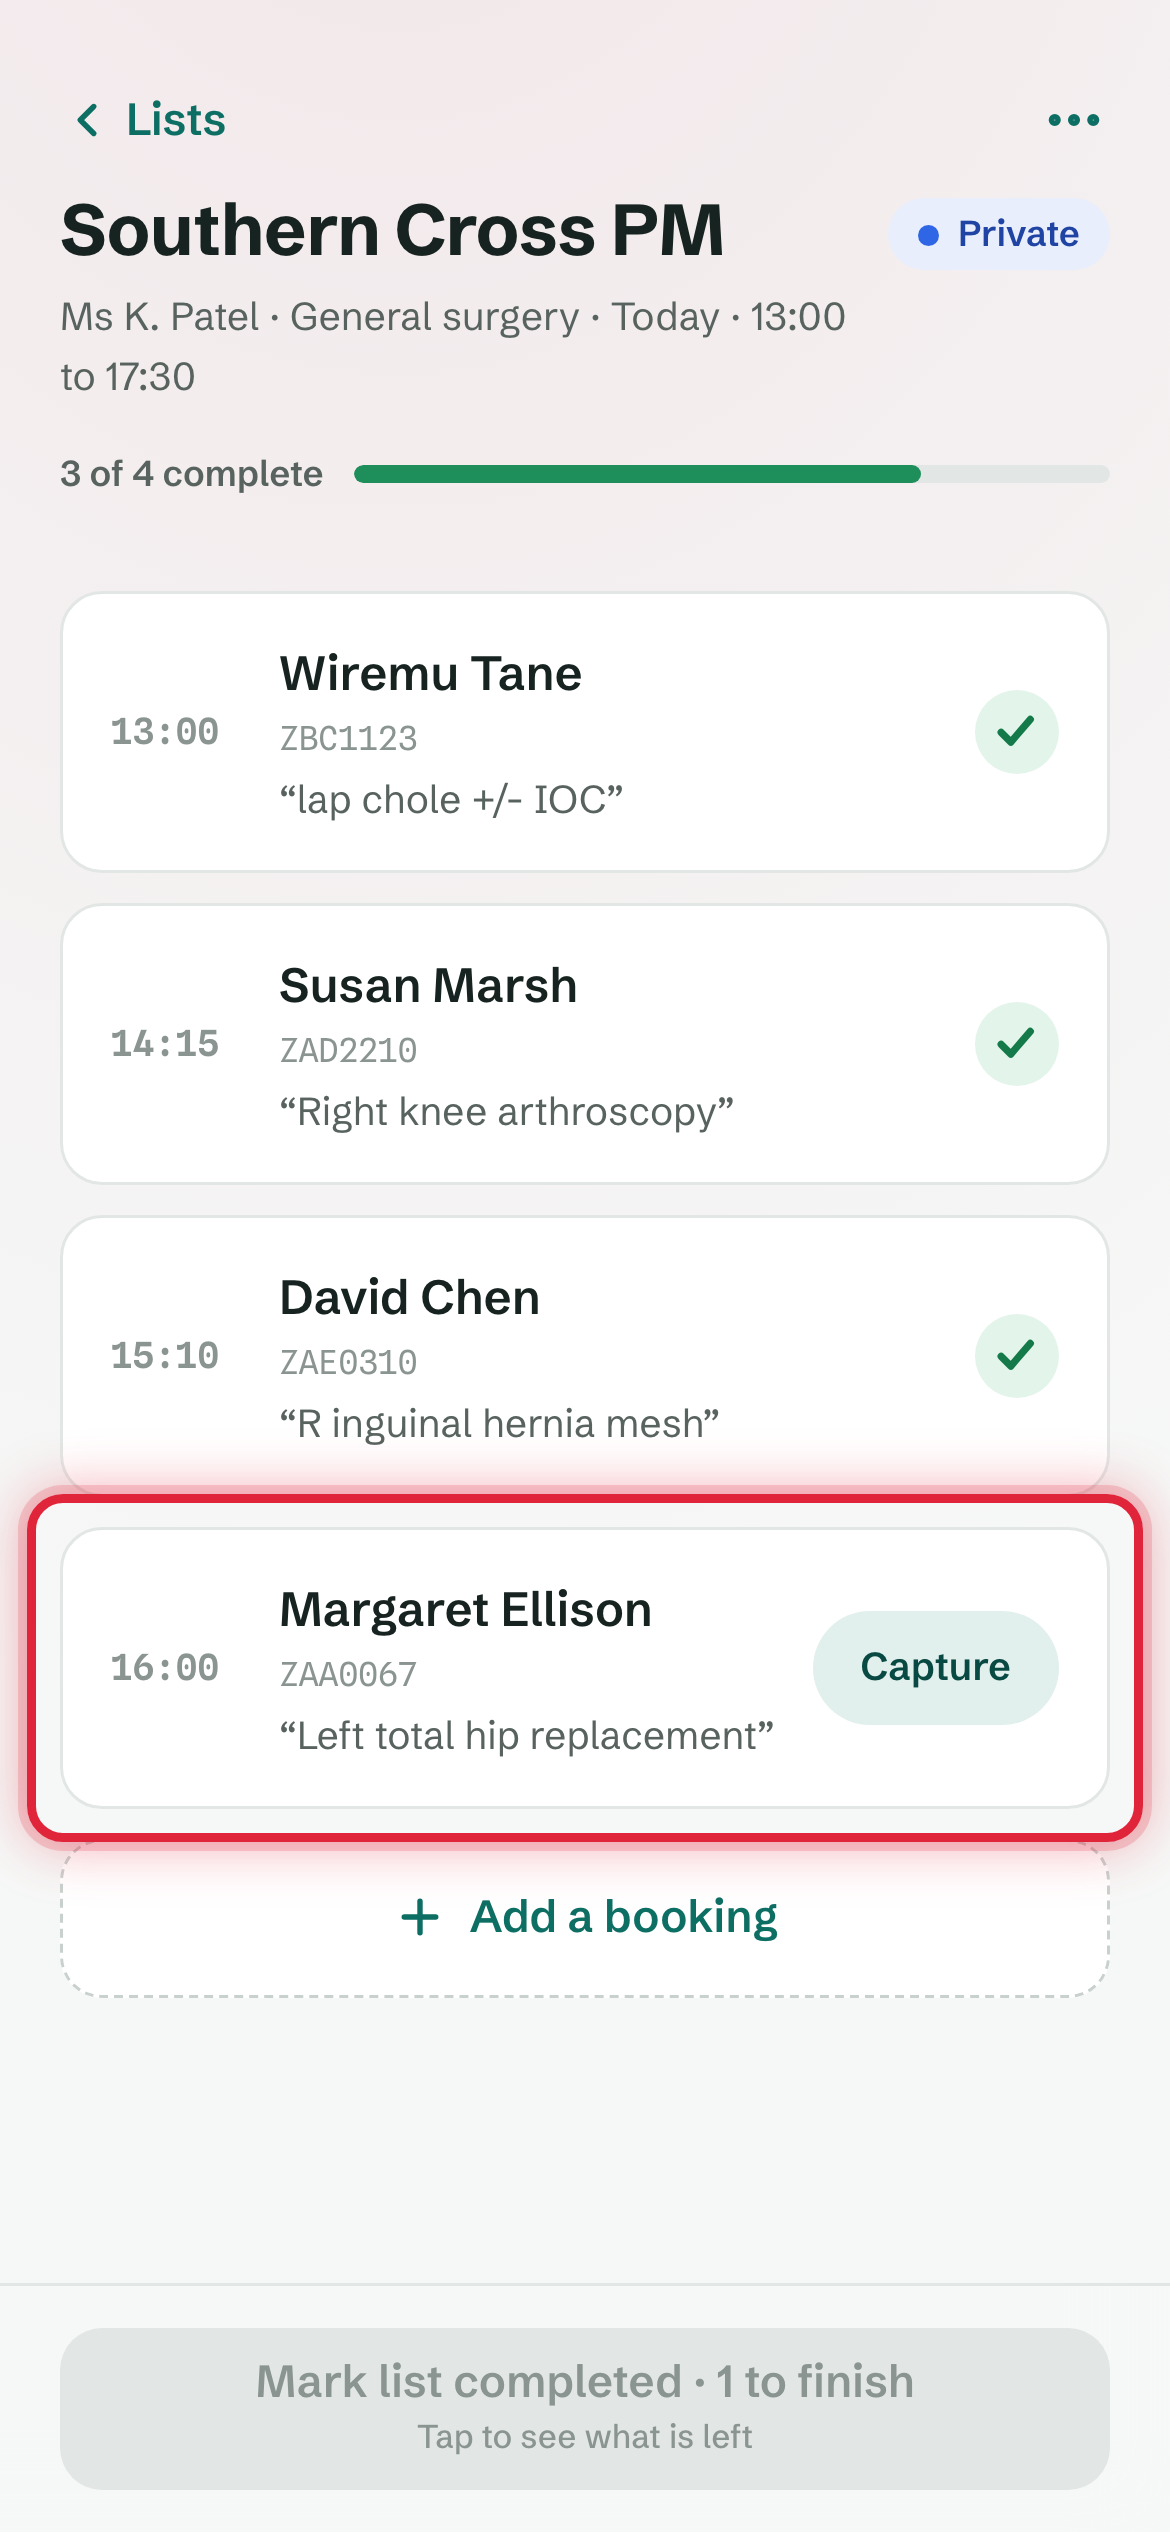 Lists
Southern Cross PM
Private
Ms K. Patel · General surgery · Today · 13:00
to 17:30
3 of 4 complete
Wiremu Tane
13:00
ZBC1123
“lap chole +/- IOC”
Susan Marsh
14:15
ZAD2210
“Right knee arthroscopy”
David Chen
15:10
ZAE0310
“R inguinal hernia mesh”
Margaret Ellison
16:00
ZAA0067
Capture
“Left total hip replacement”
+ Add a booking
Mark list completed · 1 to finish
Tap to see what is left